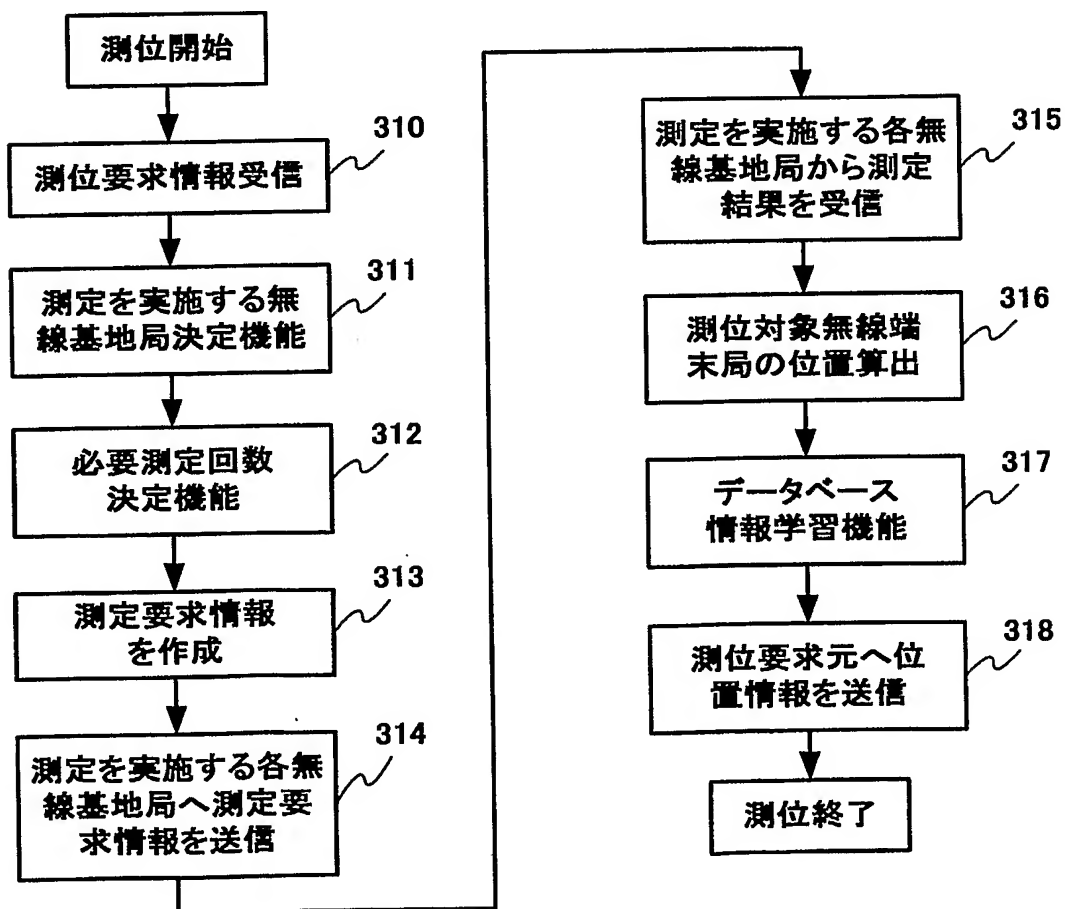 測位開始
310
測位要求情報受信
311
測定を実施する無
線基地局決定機能
312
必要測定回数
決定機能
313
測定要求情報
を作成
314
測定を実施する各無
線基地局へ測定要
求情報を送信
315
測定を実施する各無
線基地局から測定
結果を受信
316
測位対象無線端
末局の位置算出
317
データベース
情報学習機能
318
測位要求元へ位
置情報を送信
測位終了